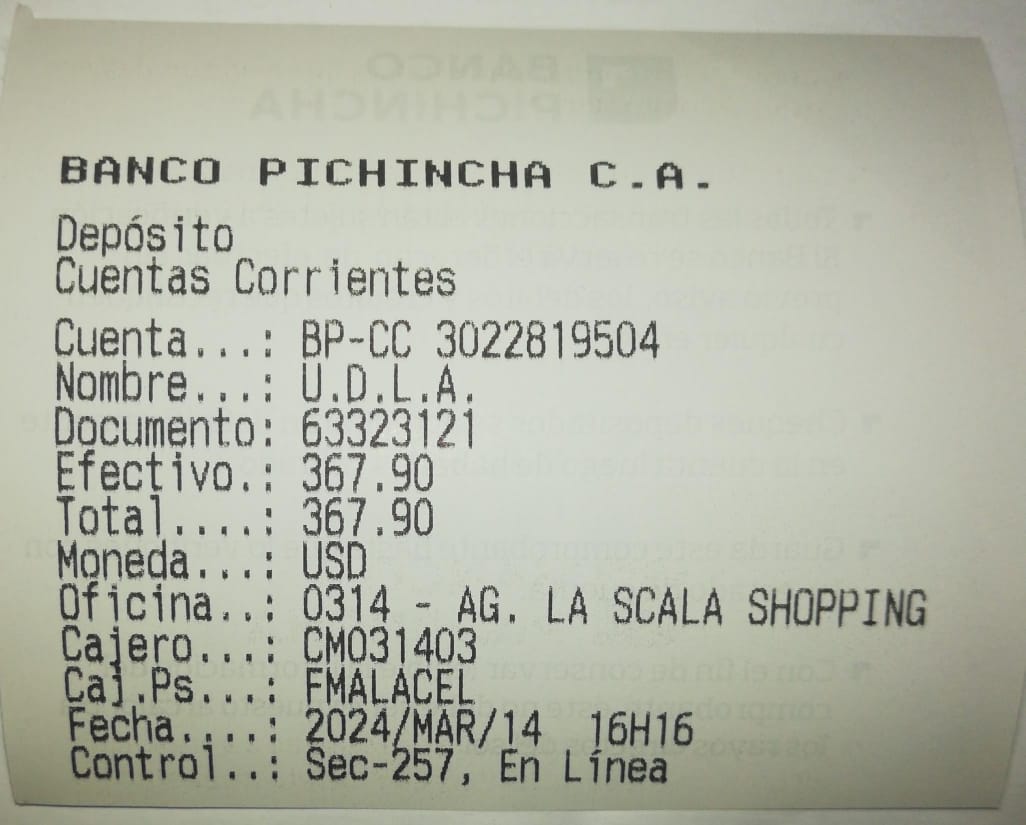 BANCO PICHINCHA C.A.
Depósito
Cuentas Corrientes
Cuenta...: BP-CC 3022819504
Nombre...: U.D.L.A.
Documento: 63323121
Efectivo.: 367.90
Total....: 367.90
Moneda...: USD
Oficina..: 0314 - AG. LA SCALA SHOPPING
Cajero...: CM031403
Caj.Ps...: FMALACEL
Fecha....: 2024/MAR/14 16H16
Control..: Sec-257, En Línea